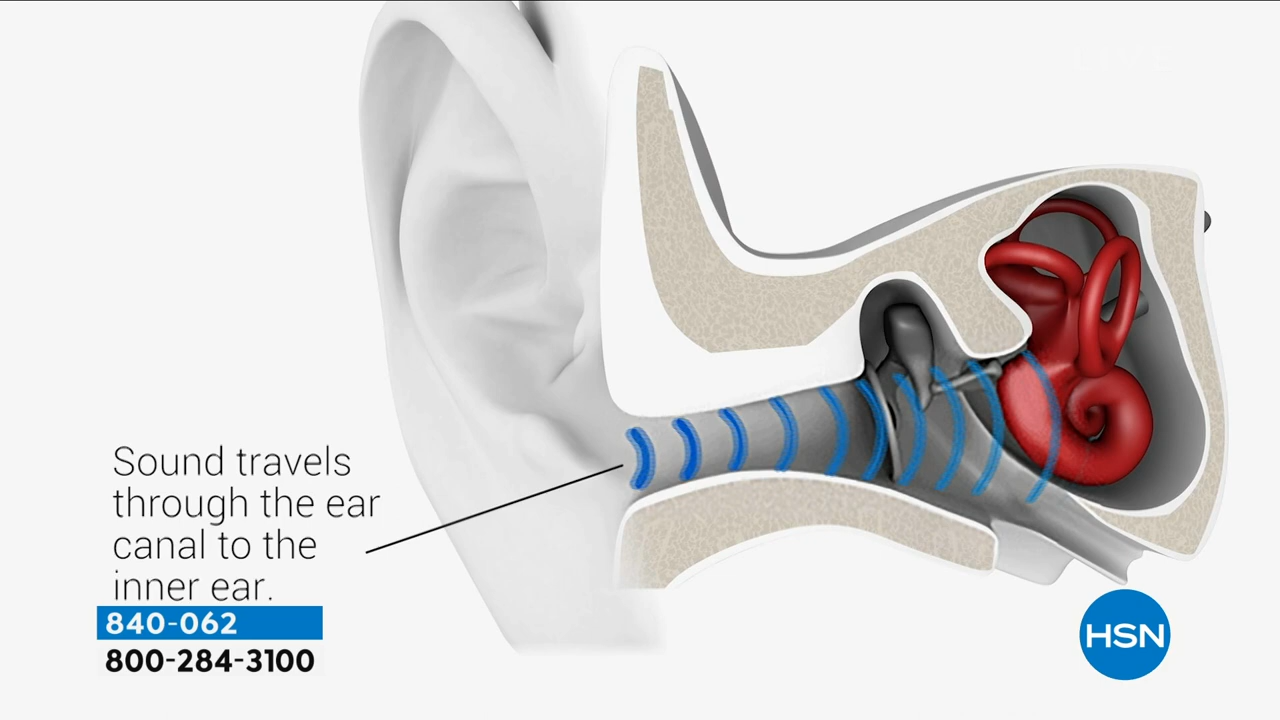 Sound travels
through the ear
canal to the
inner ear.
840-062
800-284-3100
HSN